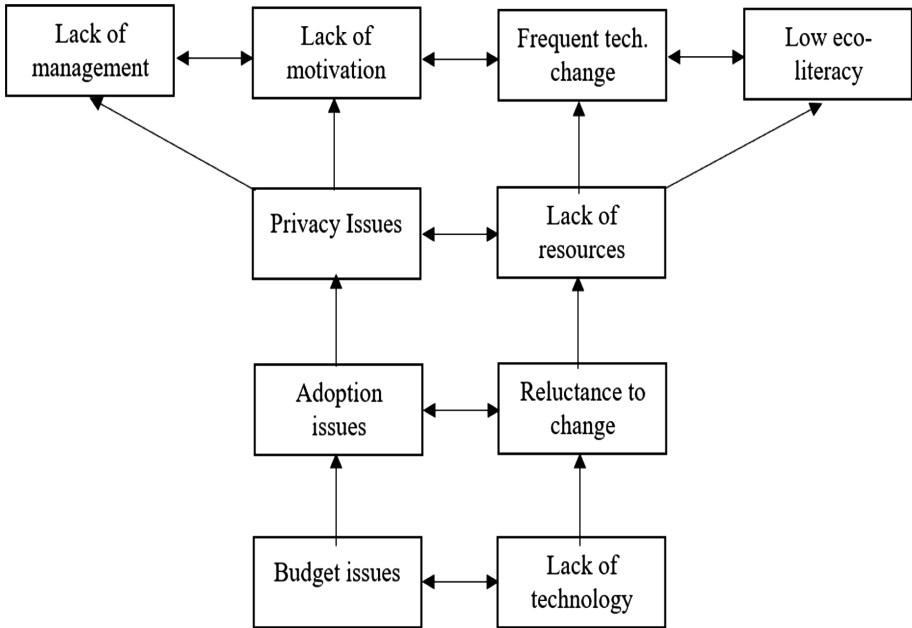 Lack of
management
Lack of
motivation
Frequent tech.
change
Low eco-
literacy
Privacy Issues
Lack of
resources
Adoption
issues
Reluctance to
change
Budget issues
Lack of
technology